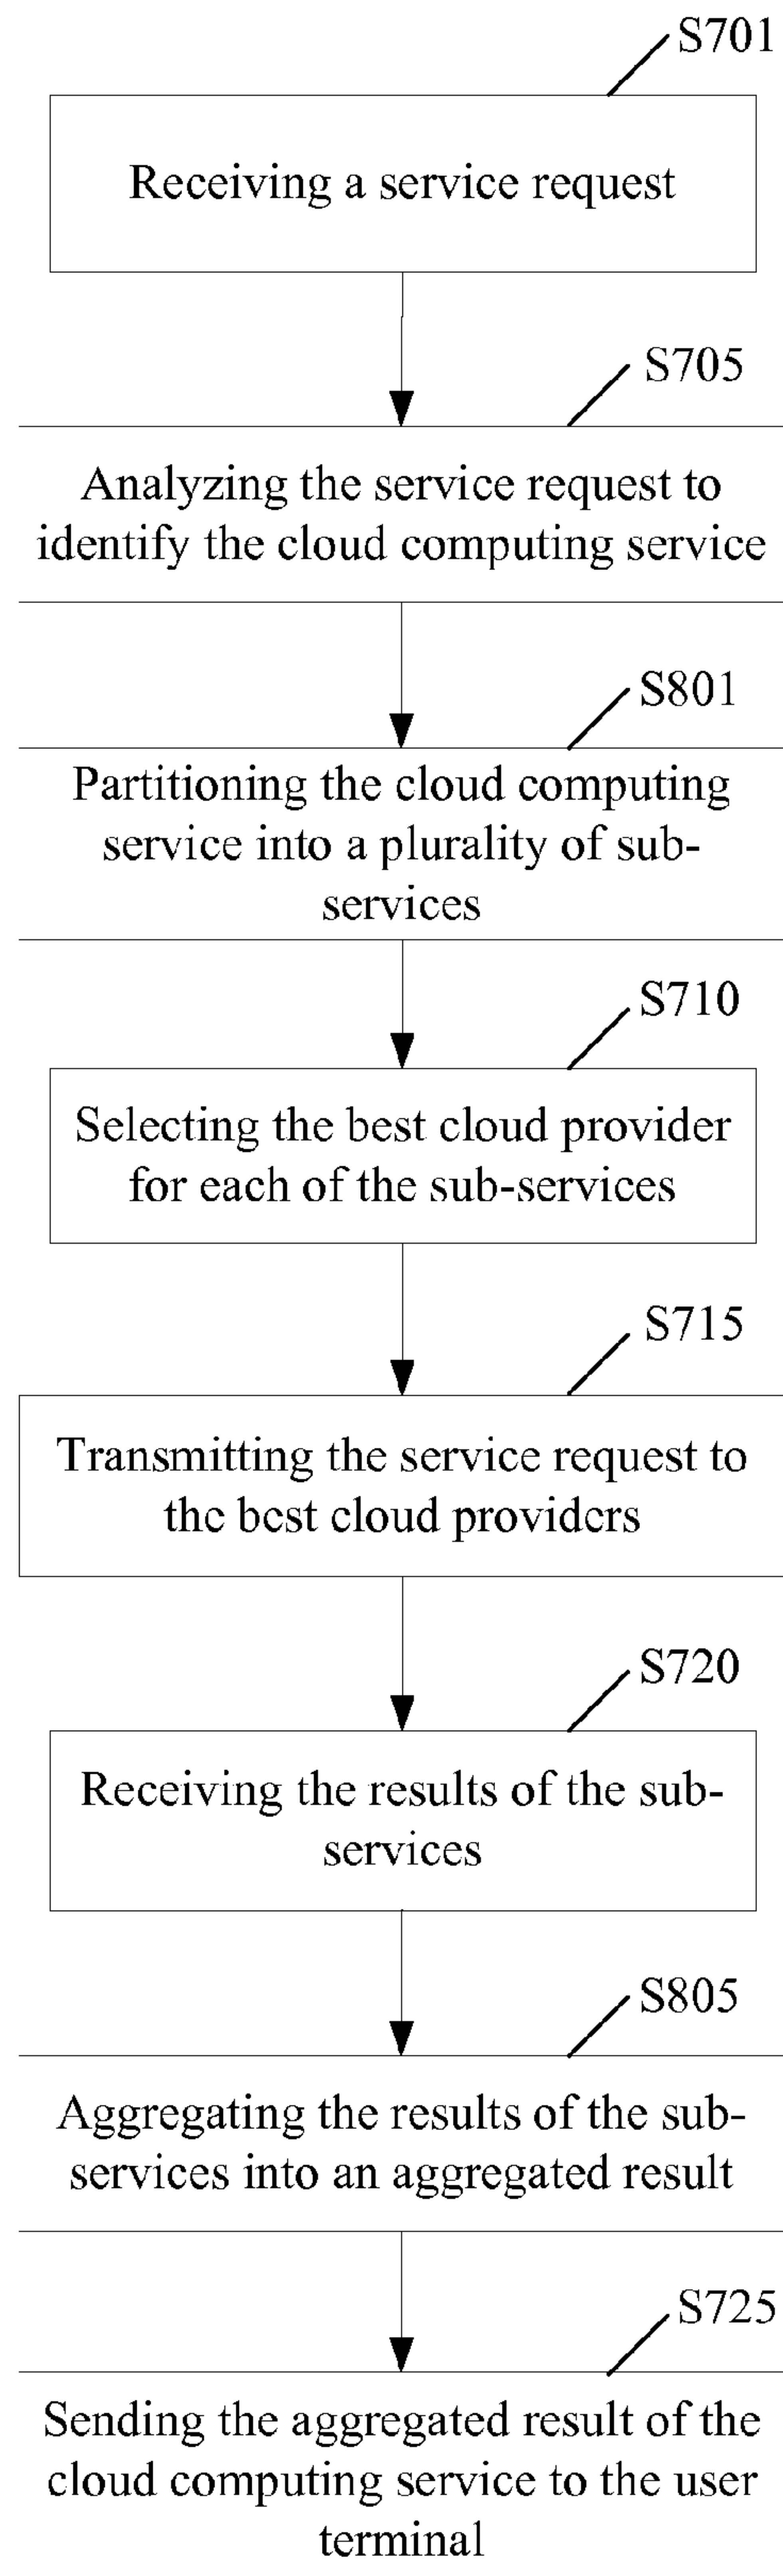 S701
Receiving a service request
S705
Analyzing the service request to
identify the cloud computing service
S801
Partitioning the cloud computing
service into a plurality of sub-
services
S710
Selecting the best cloud provider
for each of the sub-services
S715
Transmitting the service request to
the best cloud providers
S720
Receiving the results of the sub-
services
S805
Aggregating the results of the sub-
services into an aggregated result
S725
Sending the aggregated result of the
cloud computing service to the user
terminal